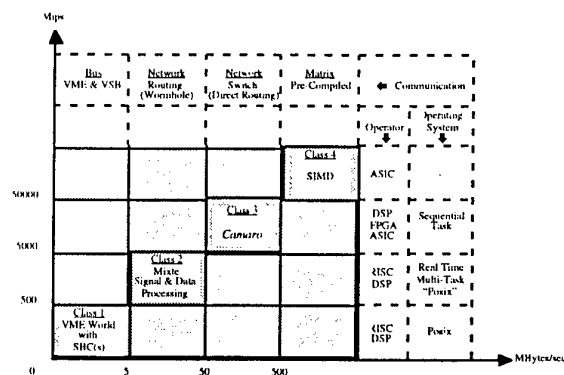 Mips
Bus
VME & VSB
Network
Routing
(Wormhole)
Network
Switch
(Direct Routing)
Matrix
Pre-Compiled
Communication
Operator
Operating
System
Class 4
SIMD
ASIC
-
50000
Class 3
Camaro
DSP
FPGA
ASIC
Sequential
Task
5000
Class 2
Mixte
Signal & Data
Processing
RISC
DSP
Real Time
Multi-Task
"Posix"
500
Class 1
VME World
with
SBC(s)
RISC
DSP
Posix
0
5
50
500
MBytes/sec